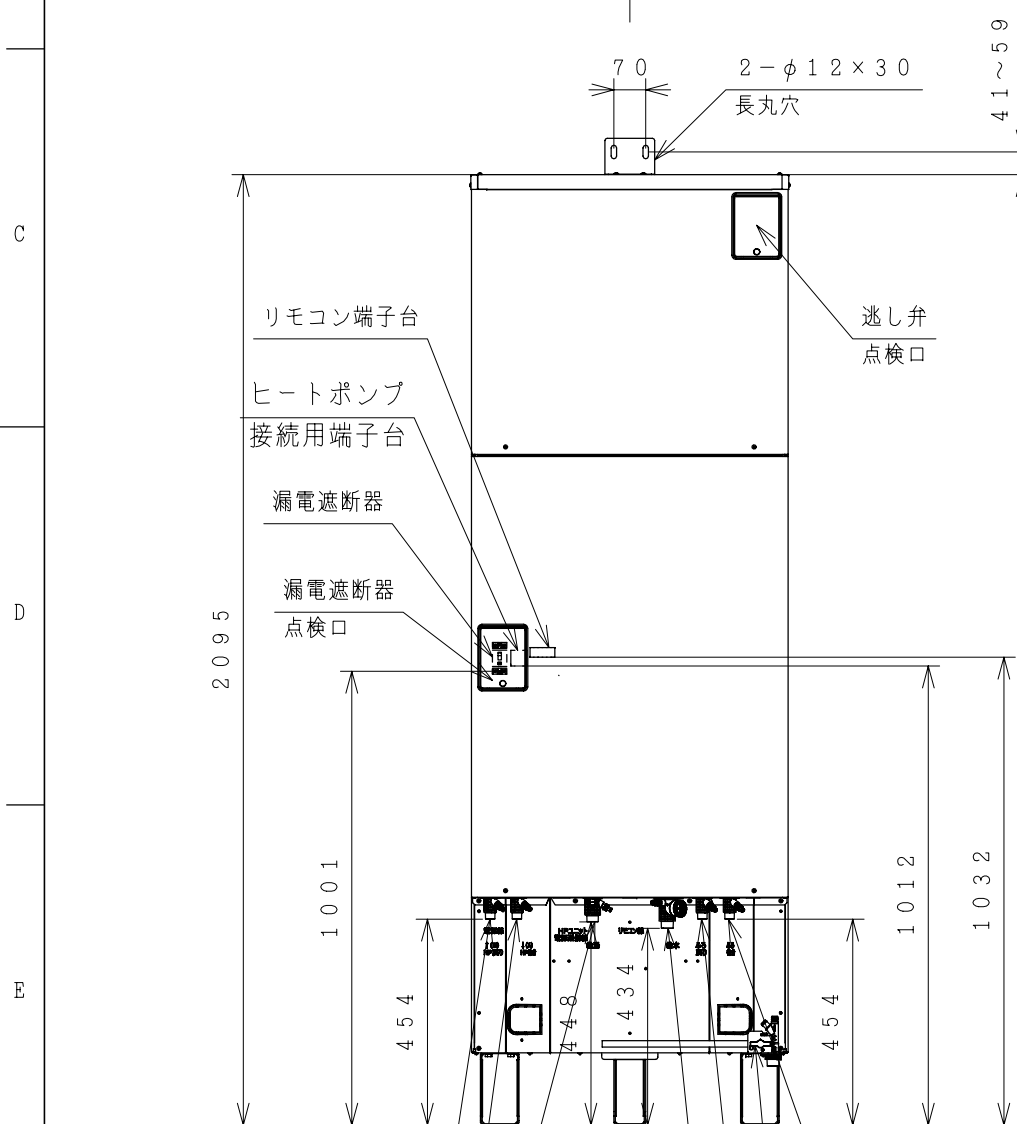 41~59
70
2-φ12×30
長丸穴
C
リモコン端子台
逃し弁
点検口
ヒートポンプ
接続用端子台
漏電遮断器
漏電遮断器
点検口
D
2095
1001
1012
1032
E
454
448
434
454